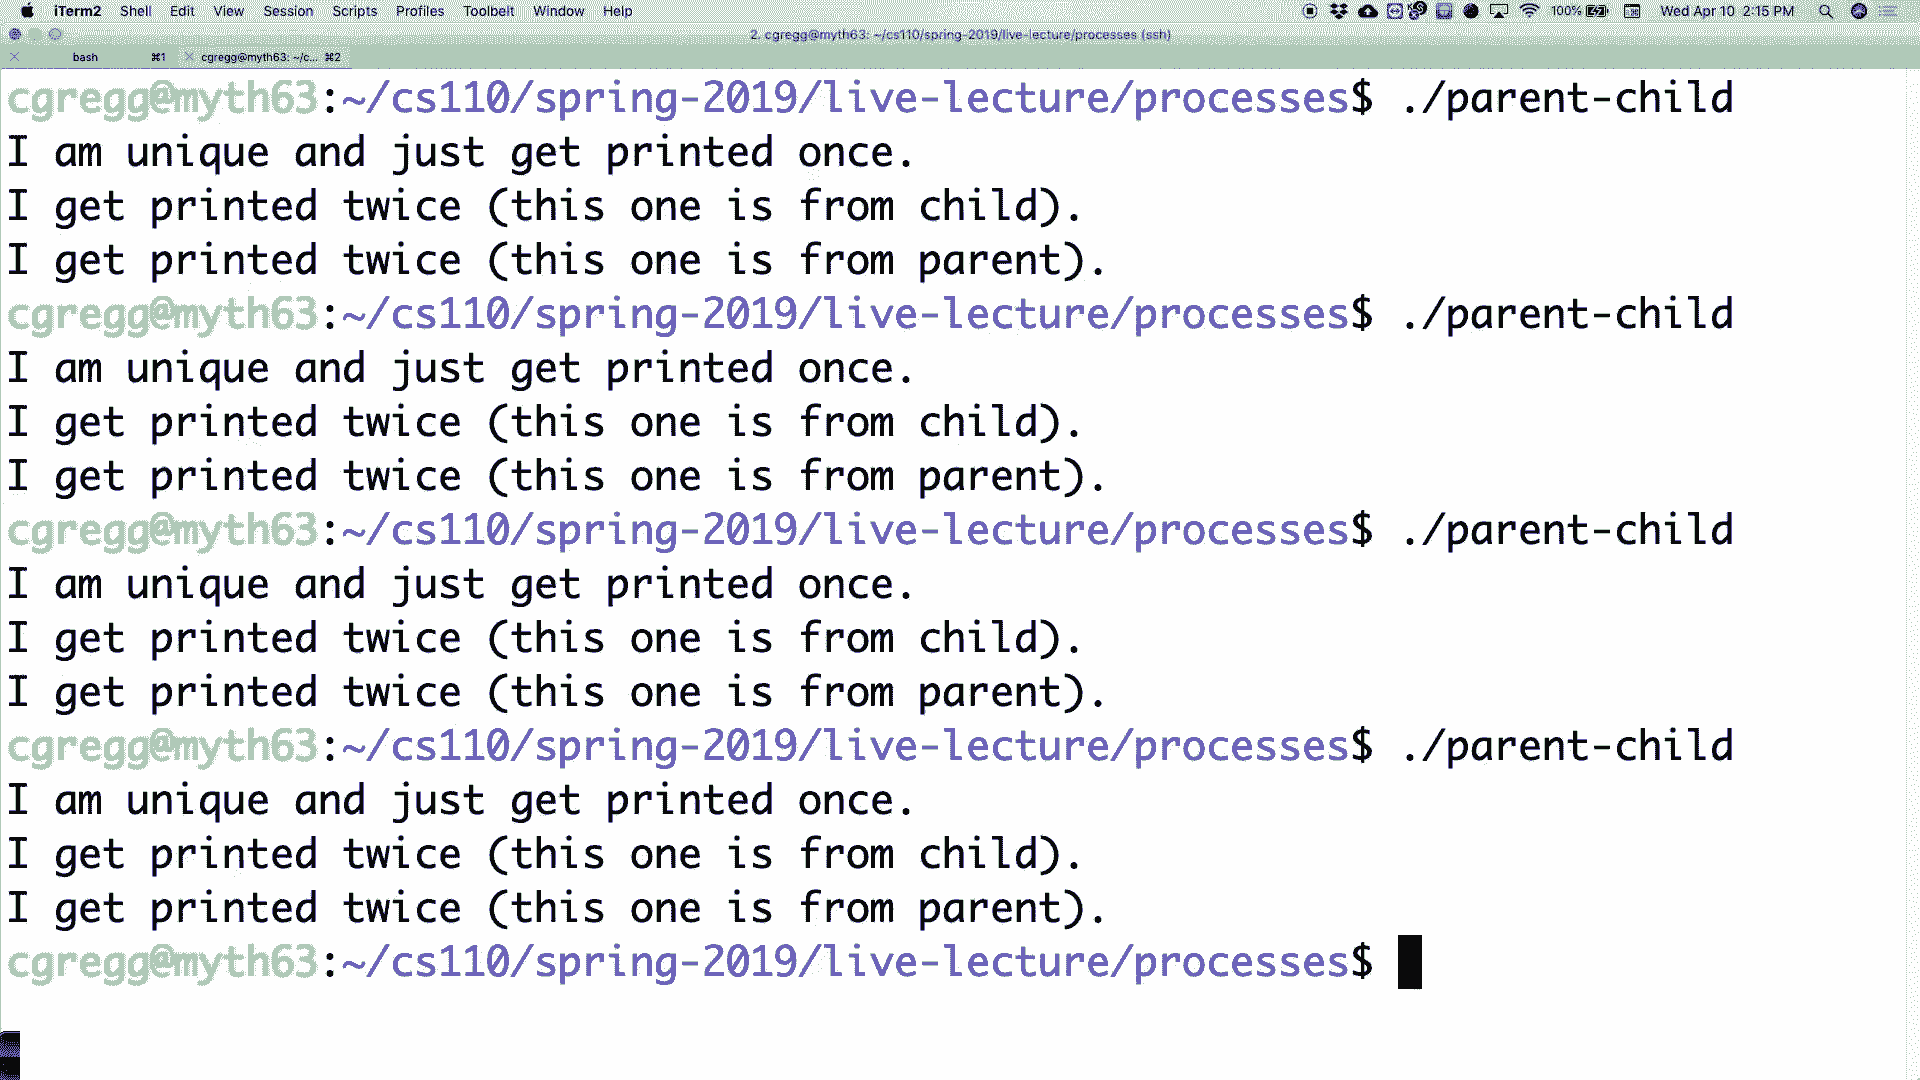 iTerm2 Shell Edit View Session Scripts Profiles Toolbelt Window Help 100% Wed Apr 10 2:15 PM
2. cgregg@myth63: ~/cs110/spring-2019/live-lecture/processes (ssh)
bash ⌘1 cgregg@myth63: ~/c... ⌘2
cgregg@myth63:~/cs110/spring-2019/live-lecture/processes$ ./parent-child
I am unique and just get printed once.
I get printed twice (this one is from child).
I get printed twice (this one is from parent).
cgregg@myth63:~/cs110/spring-2019/live-lecture/processes$ ./parent-child
I am unique and just get printed once.
I get printed twice (this one is from child).
I get printed twice (this one is from parent).
cgregg@myth63:~/cs110/spring-2019/live-lecture/processes$ ./parent-child
I am unique and just get printed once.
I get printed twice (this one is from child).
I get printed twice (this one is from parent).
cgregg@myth63:~/cs110/spring-2019/live-lecture/processes$ ./parent-child
I am unique and just get printed once.
I get printed twice (this one is from child).
I get printed twice (this one is from parent).
cgregg@myth63:~/cs110/spring-2019/live-lecture/processes$